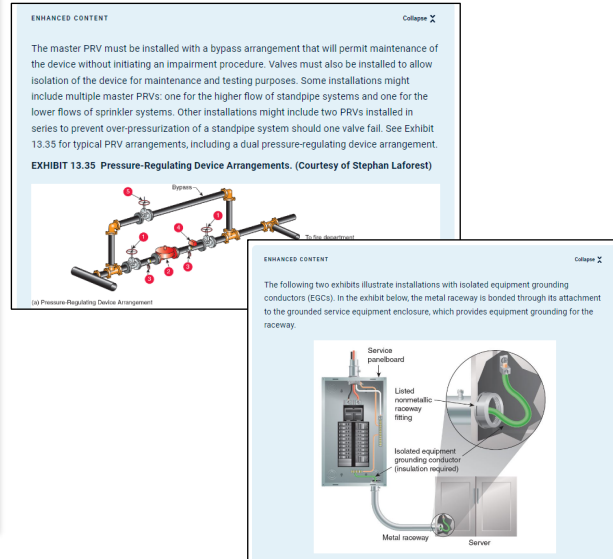 ENHANCED CONTENT
Collapse
The master PRV must be installed with a bypass arrangement that will permit maintenance of
the device without initiating an impairment procedure. Valves must also be installed to allow
isolation of the device for maintenance and testing purposes. Some installations might
include multiple master PRVs: one for the higher flow of standpipe systems and one for the
lower flows of sprinkler systems. Other installations might include two PRVs installed in
series to prevent over-pressurization of a standpipe system should one valve fail. See Exhibit
13.35 for typical PRV arrangements, including a dual pressure-regulating device arrangement.
EXHIBIT 13.35 Pressure-Regulating Device Arrangements. (Courtesy of Stephan Laforest)
Bypass
5
1
4
1
3
2
3
To fire department
(a) Pressure-Regulating Device Arrangement
ENHANCED CONTENT
Collapse
The following two exhibits illustrate installations with isolated equipment grounding
conductors (EGCs). In the exhibit below, the metal raceway is bonded through its attachment
to the grounded service equipment enclosure, which provides equipment grounding for the
raceway.
Service
panelboard
Listed
nonmetallic
raceway
fitting
Isolated equipment
grounding conductor
(insulation required)
Metal raceway
Server